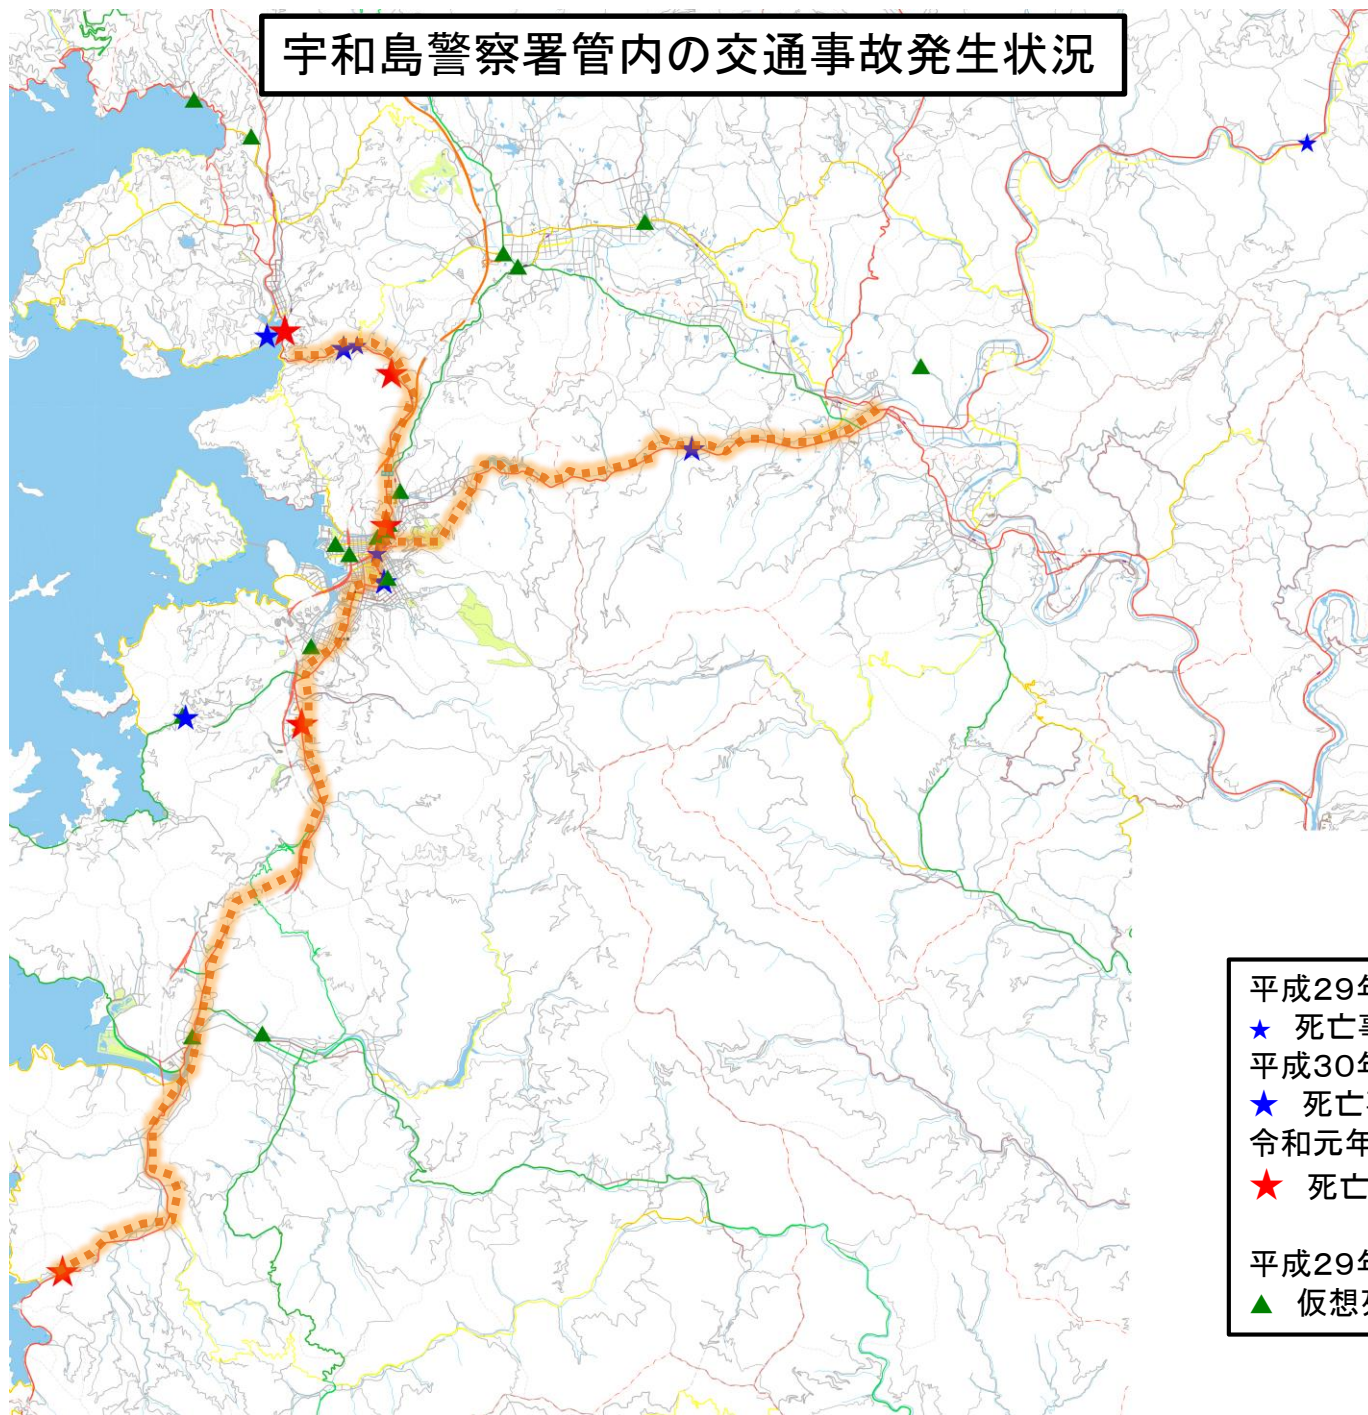 宇和島警察署管内の交通事故発生状況
平成29年
★ 死亡事
平成30年
★ 死亡
令和元年
★ 死亡
平成29年
▲ 仮想死